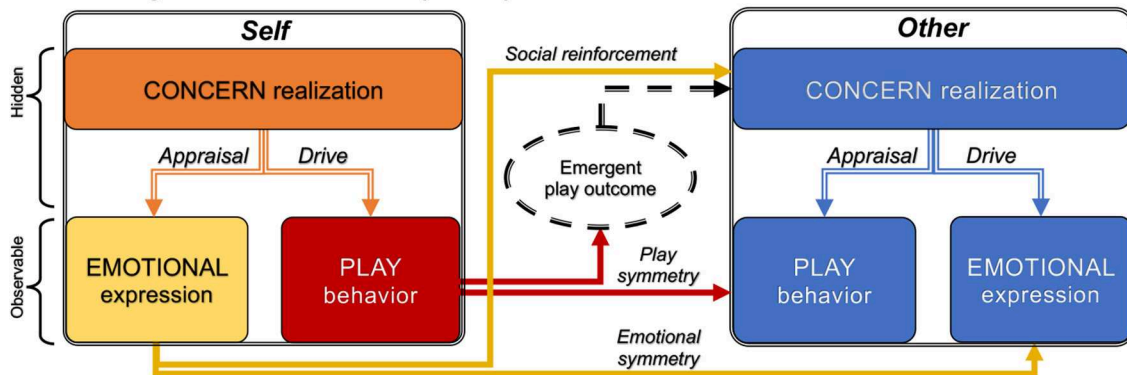 Self
Other
Hidden
CONCERN realization
Social reinforcement
CONCERN realization
Appraisal
Drive
Emergent
play outcome
Appraisal
Drive
Observable
EMOTIONAL
expression
PLAY
behavior
Play
symmetry
PLAY
behavior
EMOTIONAL
expression
Emotional
symmetry